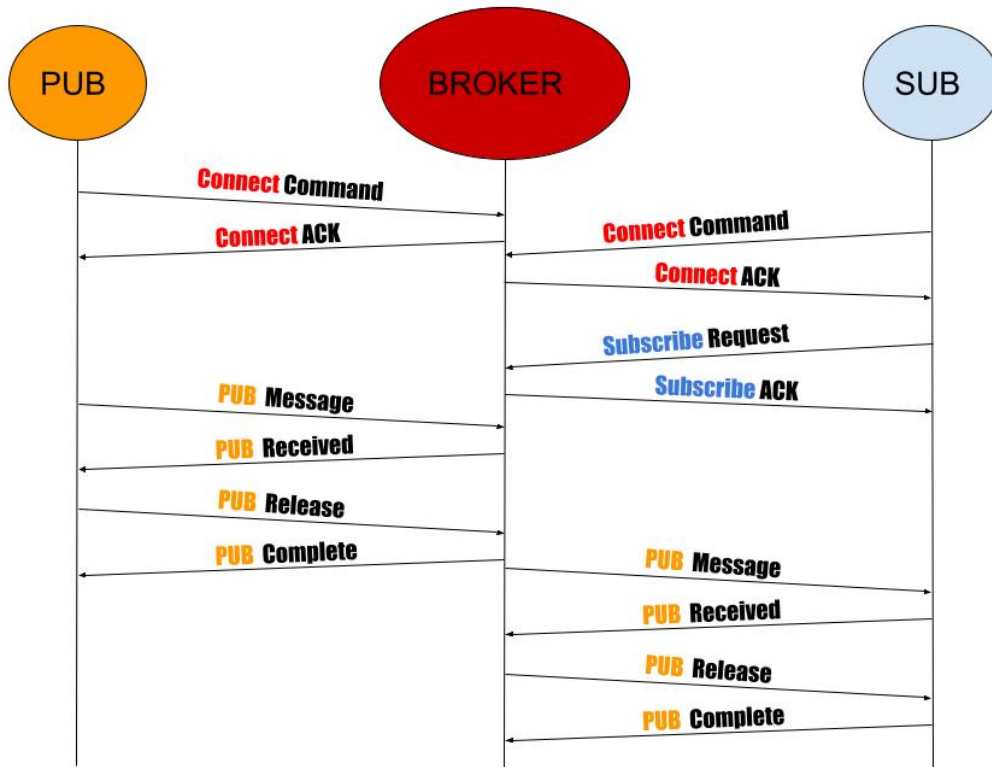 PUB
BROKER
SUB
Connect Command
Connect ACK
Connect Command
Connect ACK
Subscribe Request
Subscribe ACK
PUB Message
PUB Received
PUB Release
PUB Complete
PUB Message
PUB Received
PUB Release
PUB Complete